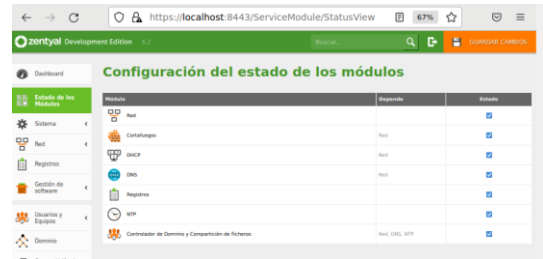 https://localhost:8443/ServiceModule/StatusView
67%
zentyal Development Edition 6.2
Buscar...
GUARDAR CAMBIOS
Dashboard
Estado de los
Módulos
Sistema
Red
Registros
Gestión de
software
Usuarios y
Equipos
Dominio
Configuración del estado de los módulos
Módulo Depende Estado
Red
Cortafuegos Red
DHCP Red
DNS Red
Registros
NTP
Controlador de Dominio y Compartición de Ficheros Red, DNS, NTP